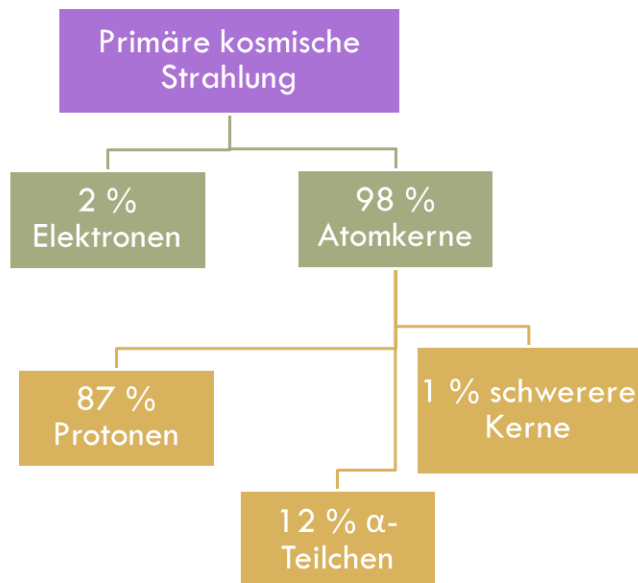 Primäre kosmische
Strahlung
2 %
Elektronen
98 %
Atomkerne
87 %
Protonen
1 % schwerere
Kerne
12 % α-
Teilchen